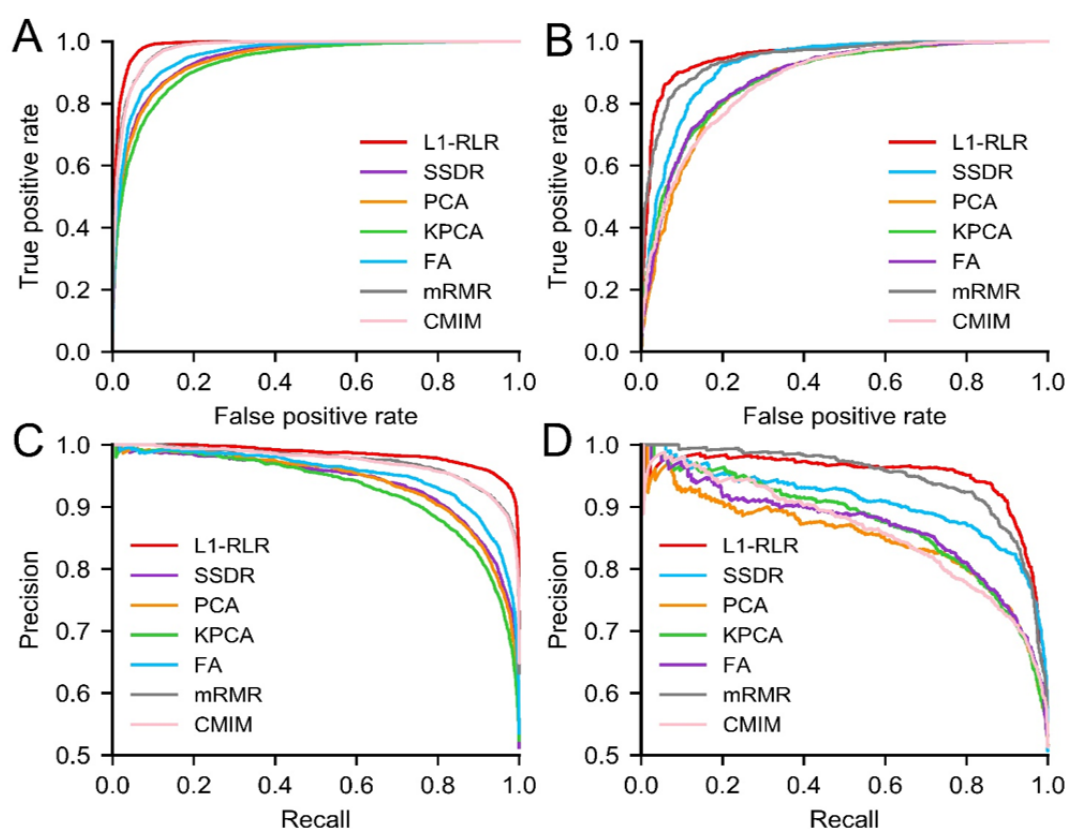 A
1.0
0.8
0.6
0.4
0.2
0.0
True positive rate
L1-RLR
SSDR
PCA
KPCA
FA
mRMR
CMIM
0.0 0.2 0.4 0.6 0.8 1.0
False positive rate
B
1.0
0.8
0.6
0.4
0.2
0.0
True positive rate
L1-RLR
SSDR
PCA
KPCA
FA
mRMR
CMIM
0.0 0.2 0.4 0.6 0.8 1.0
False positive rate
C
1.0
0.9
0.8
0.7
0.6
0.5
Precision
L1-RLR
SSDR
PCA
KPCA
FA
mRMR
CMIM
0.0 0.2 0.4 0.6 0.8 1.0
Recall
D
1.0
0.9
0.8
0.7
0.6
0.5
Precision
L1-RLR
SSDR
PCA
KPCA
FA
mRMR
CMIM
0.0 0.2 0.4 0.6 0.8 1.0
Recall